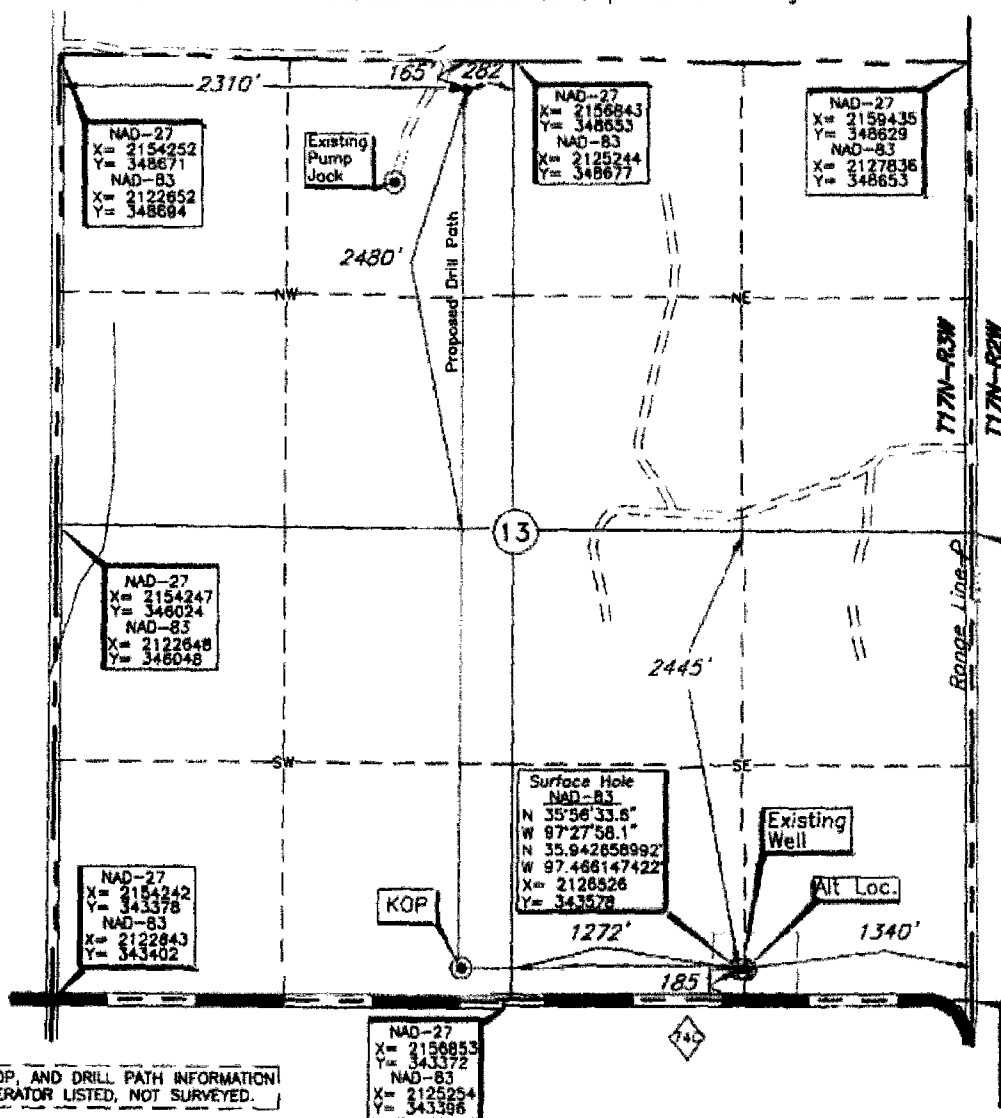 2310'
165'
282'
NAD-27
X= 2154252
Y= 348671
NAD-83
X= 2122652
Y= 348694
Existing
Pump
Jack
NAD-27
X= 2156843
Y= 348653
NAD-83
X= 2125244
Y= 348677
NAD-27
X= 2159435
Y= 348629
NAD-83
X= 2127836
Y= 348653
2480'
Proposed Drill Path
NW
NE
T17N-R3W
T17N-R2W
13
NAD-27
X= 2154247
Y= 346024
NAD-83
X= 2122648
Y= 346048
Range Line
2445'
SW
SE
Surface Hole
NAD-83
N 35°56'33.6"
W 97°27'58.1"
N 35.942658992°
W 97.466147422°
X= 2126526
Y= 343578
Existing
Well
Alt Loc.
NAD-27
X= 2154242
Y= 343378
NAD-83
X= 2122643
Y= 343402
KOP
1272'
1340'
185'
74C
NAD-27
X= 2156853
Y= 343372
NAD-83
X= 2125254
Y= 343396
OP, AND DRILL PATH INFORMATION
ERATOR LISTED, NOT SURVEYED.